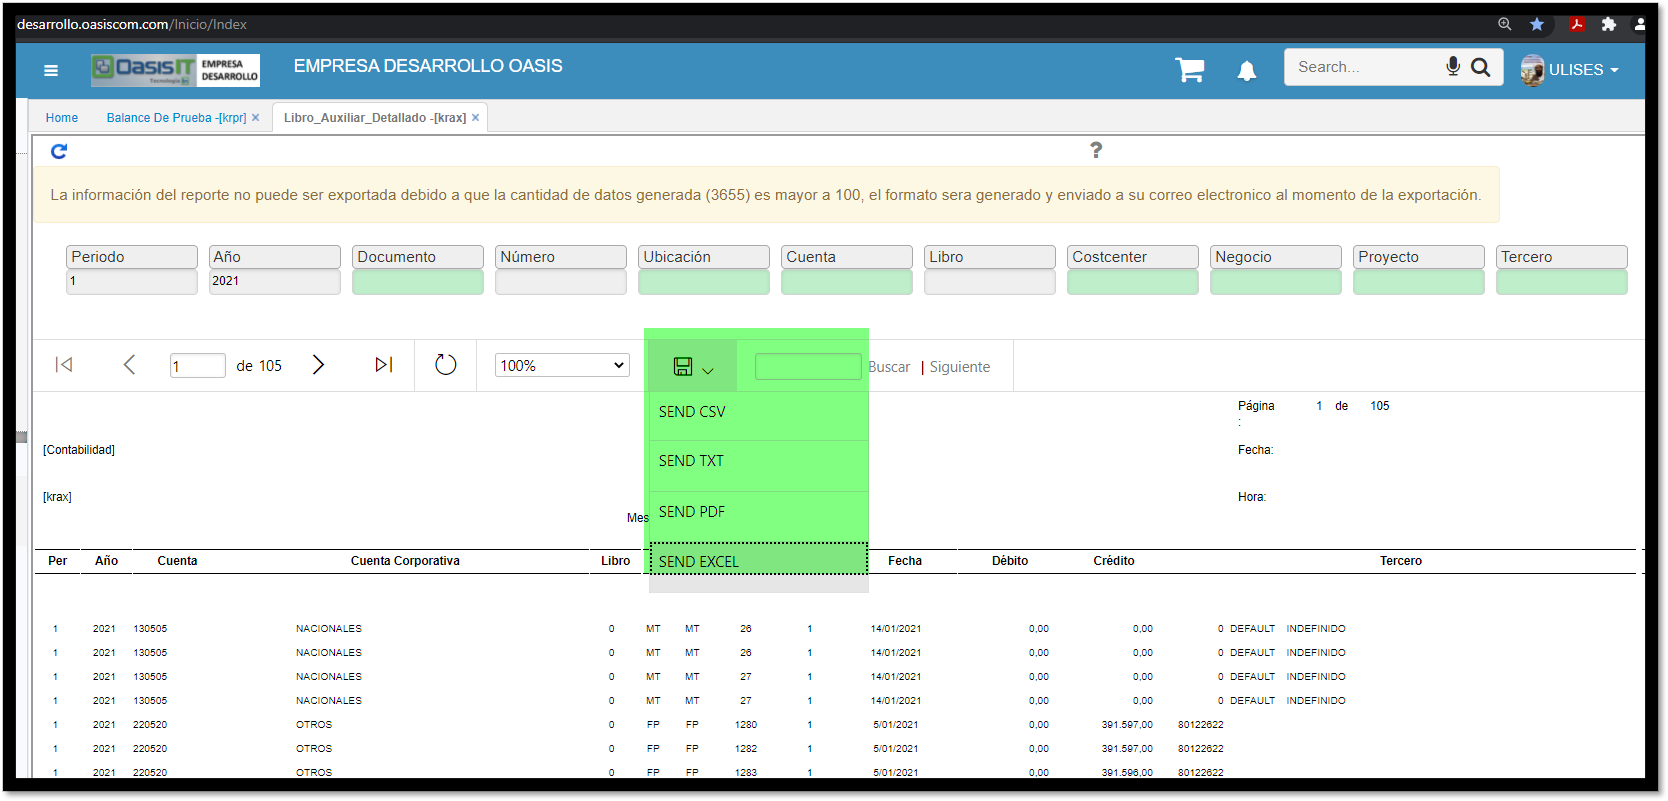 desarrollo.oasiscom.com/Inicio/Index
OasisIT Tecnología EMPRESA DESARROLLO
EMPRESA DESARROLLO OASIS
Search...
ULISES
Home
Balance De Prueba -[krpr] ×
Libro_Auxiliar_Detallado -[krax] ×
?
La información del reporte no puede ser exportada debido a que la cantidad de datos generada (3655) es mayor a 100, el formato sera generado y enviado a su correo electronico al momento de la exportación.
Periodo Año Documento Número Ubicación Cuenta Libro Costcenter Negocio Proyecto Tercero
1 2021
1 de 105 100% Buscar | Siguiente
SEND CSV
SEND TXT
SEND PDF
SEND EXCEL
Página : 1 de 105
[Contabilidad] Fecha:
[krax] Hora:
Mes
Per Año Cuenta Cuenta Corporativa Libro Fecha Débito Crédito Tercero
1 2021 130505 NACIONALES 0 MT MT 26 1 14/01/2021 0,00 0,00 0 DEFAULT INDEFINIDO
1 2021 130505 NACIONALES 0 MT MT 26 1 14/01/2021 0,00 0,00 0 DEFAULT INDEFINIDO
1 2021 130505 NACIONALES 0 MT MT 27 1 14/01/2021 0,00 0,00 0 DEFAULT INDEFINIDO
1 2021 130505 NACIONALES 0 MT MT 27 1 14/01/2021 0,00 0,00 0 DEFAULT INDEFINIDO
1 2021 220520 OTROS 0 FP FP 1280 1 5/01/2021 0,00 391.597,00 80122622
1 2021 220520 OTROS 0 FP FP 1282 1 5/01/2021 0,00 391.597,00 80122622
1 2021 220520 OTROS 0 FP FP 1283 1 5/01/2021 0,00 391.596,00 80122622